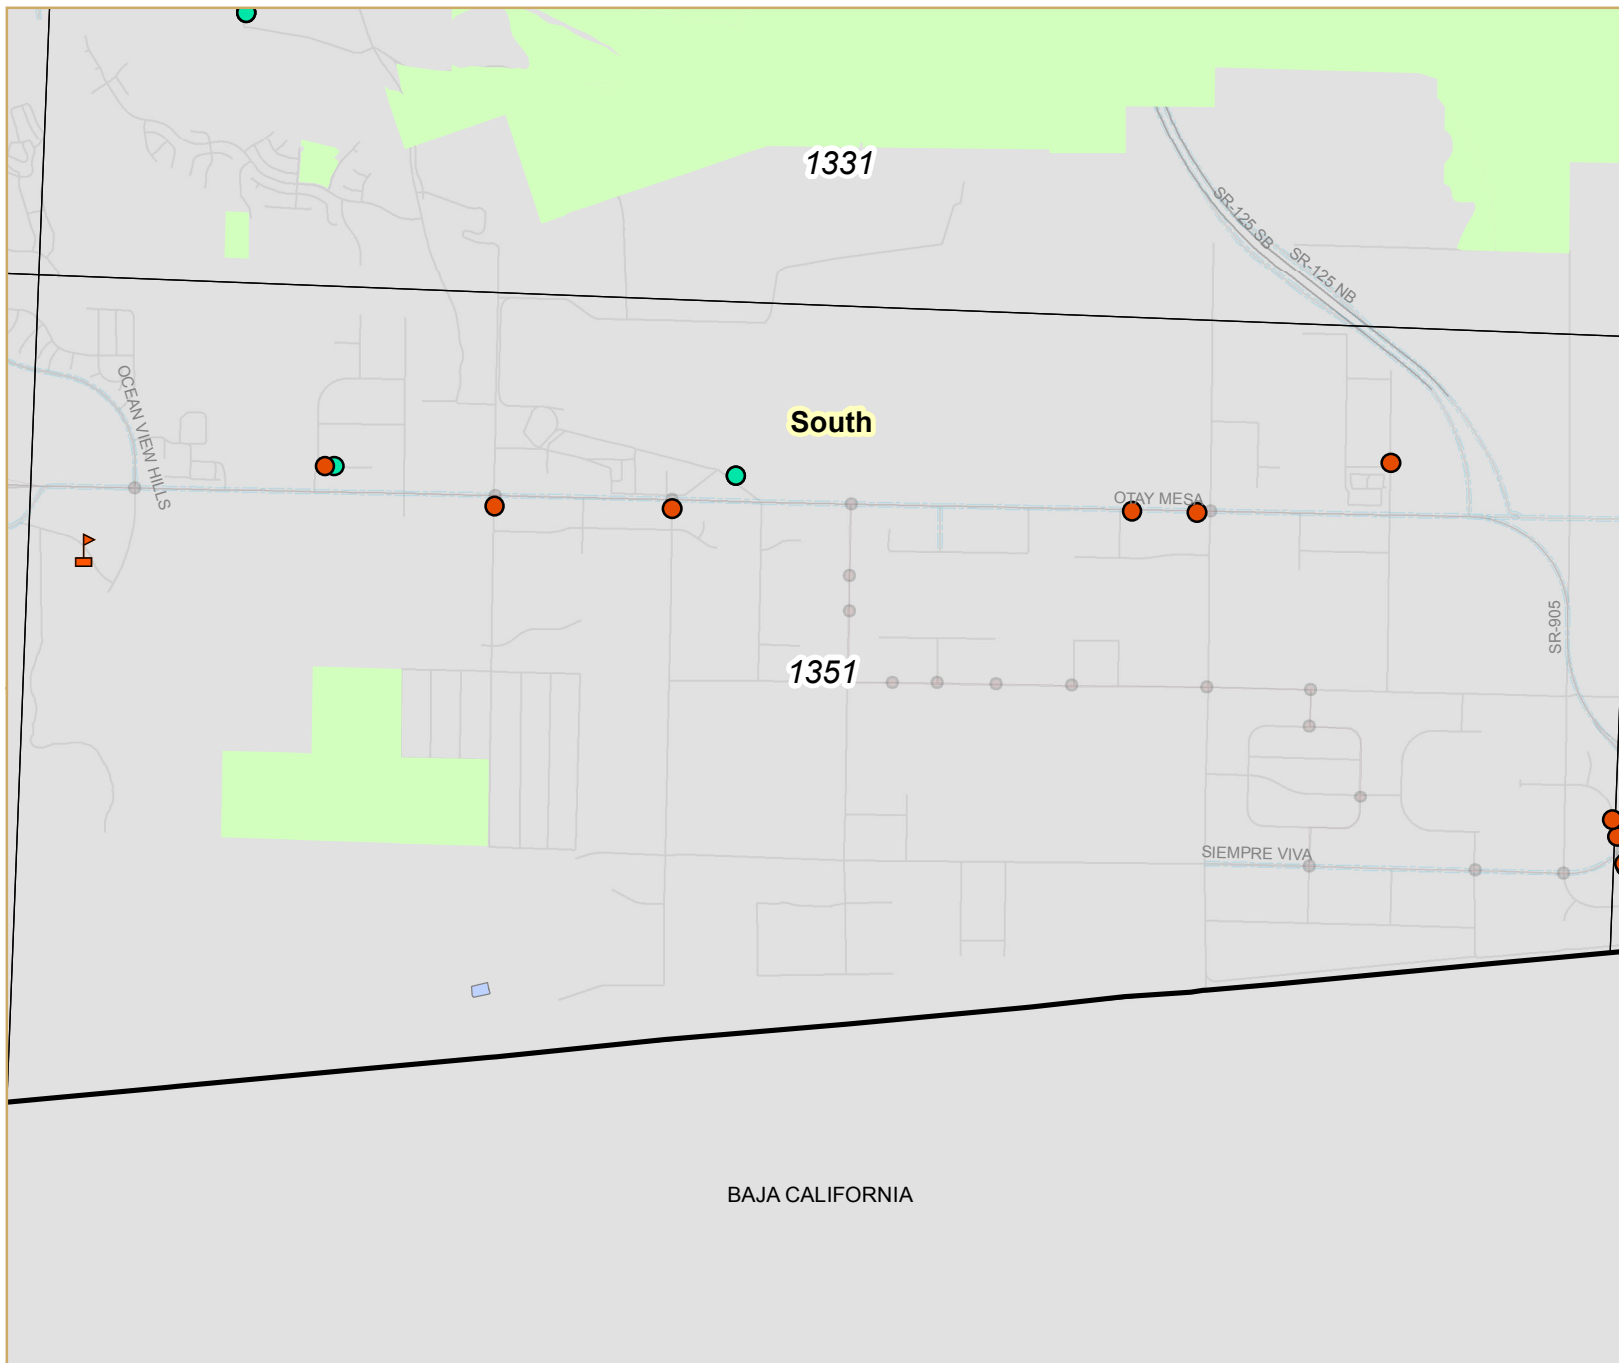 1331
SR-125 SB
SR-125 NB
OCEAN VIEW HILLS
South
OTAY MESA
SR-905
1351
SIEMPRE VIVA
BAJA CALIFORNIA